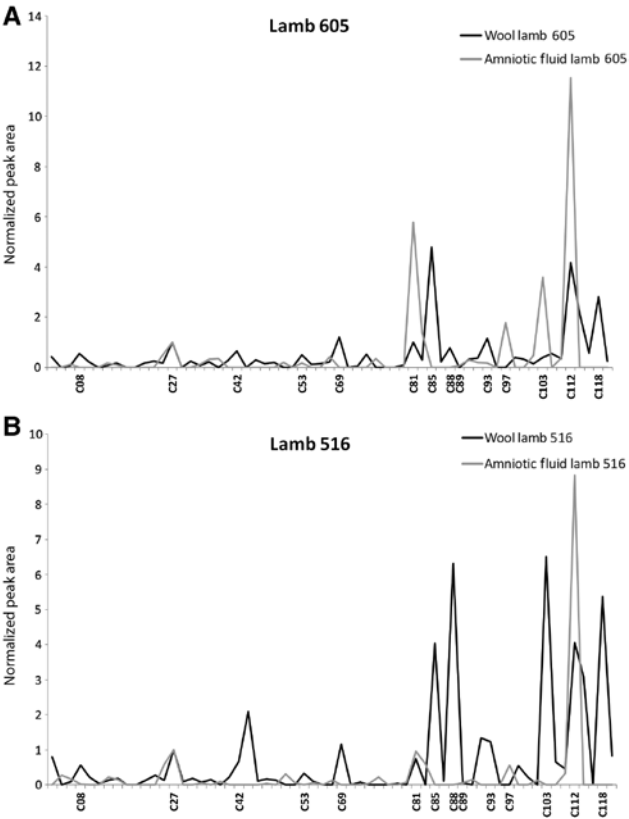 A
Lamb 605
Wool lamb 605
Amniotic fluid lamb 605
Normalized peak area
14
12
10
8
6
4
2
0
C08
C27
C42
C53
C69
C81
C85
C88
C89
C93
C97
C103
C112
C118
B
Lamb 516
Wool lamb 516
Amniotic fluid lamb 516
Normalized peak area
10
9
8
7
6
5
4
3
2
1
0
C08
C27
C42
C53
C69
C81
C85
C88
C89
C93
C97
C103
C112
C118